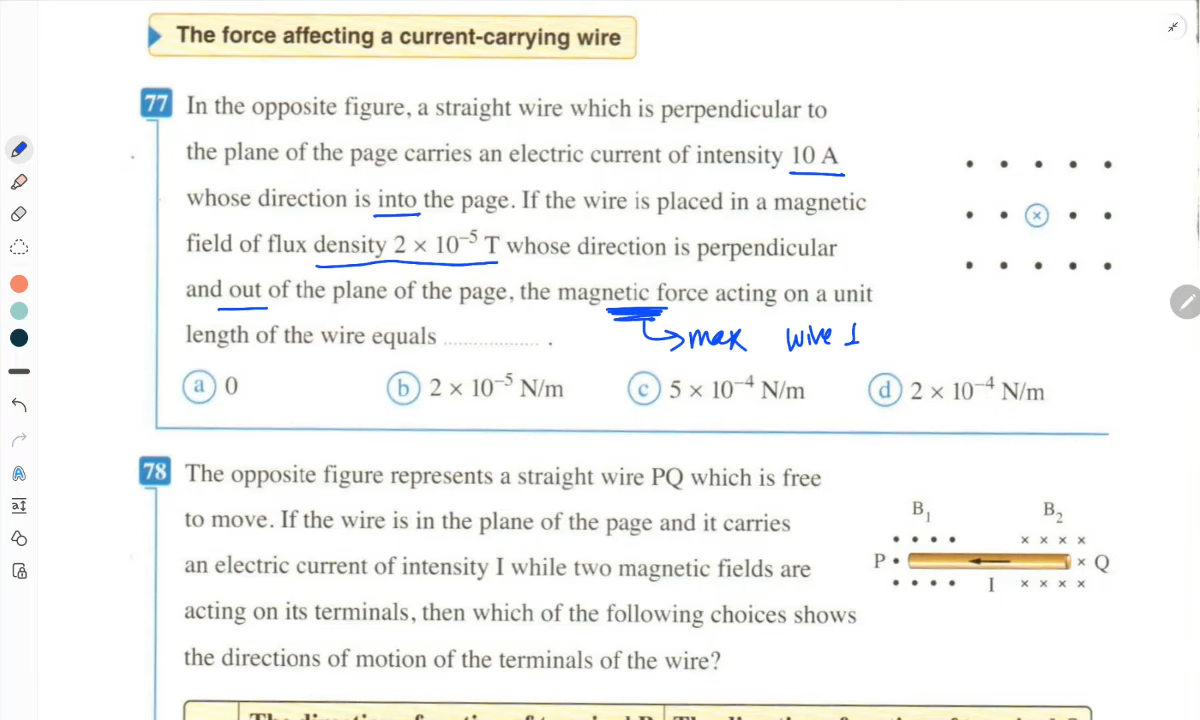 The force affecting a current-carrying wire
77 In the opposite figure, a straight wire which is perpendicular to
the plane of the page carries an electric current of intensity 10 A
whose direction is into the page. If the wire is placed in a magnetic
field of flux density 2 × 10⁻⁵ T whose direction is perpendicular
and out of the plane of the page, the magnetic force acting on a unit
length of the wire equals .................. .
max wire 1
a 0 b 2 × 10⁻⁵ N/m c 5 × 10⁻⁴ N/m d 2 × 10⁻⁴ N/m
78 The opposite figure represents a straight wire PQ which is free
to move. If the wire is in the plane of the page and it carries
an electric current of intensity I while two magnetic fields are
acting on its terminals, then which of the following choices shows
the directions of motion of the terminals of the wire?
B₁ B₂
P Q
I